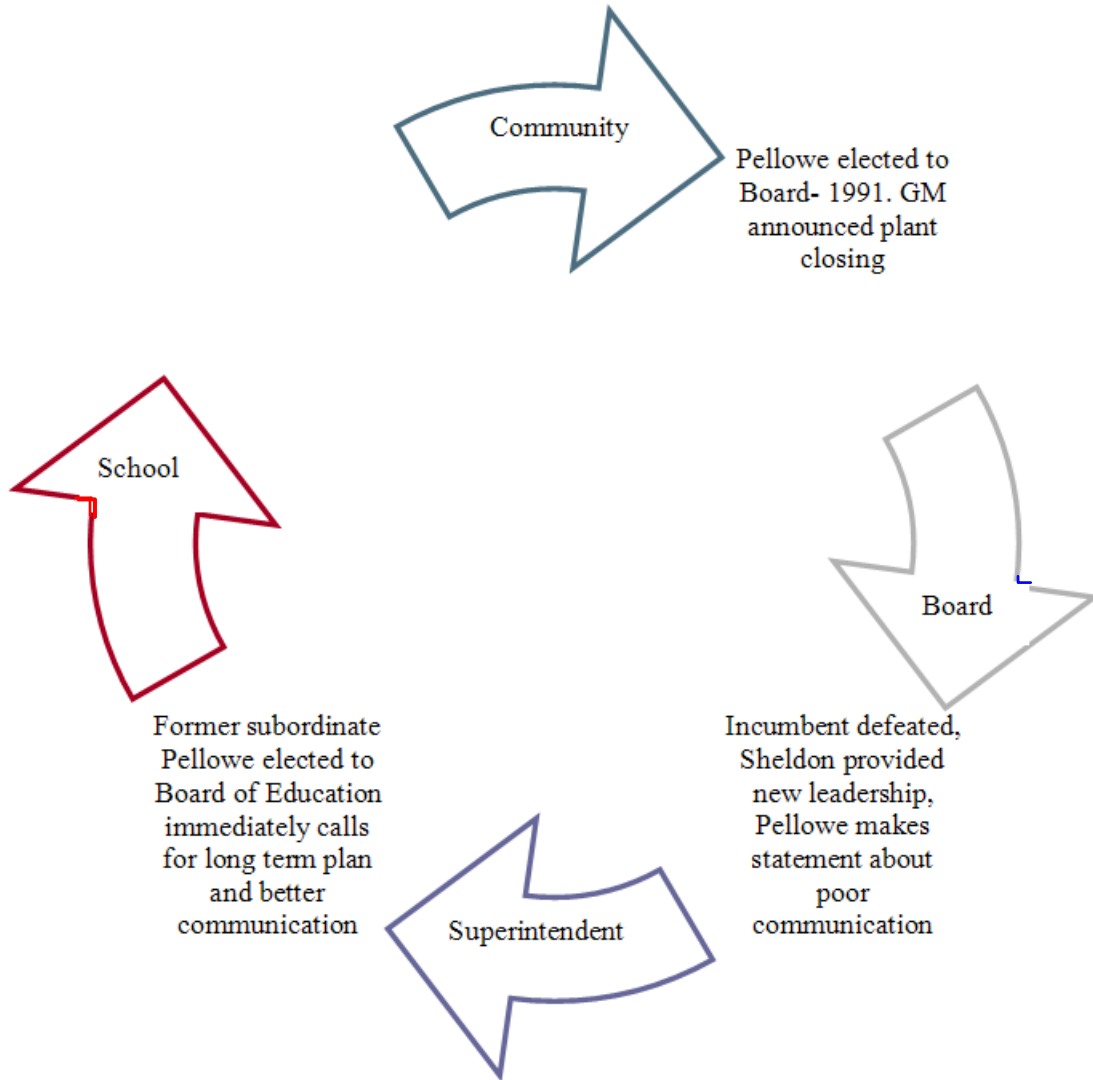 Community
Pellowe elected to
Board- 1991. GM
announced plant
closing
Board
Incumbent defeated,
Sheldon provided
new leadership,
Pellowe makes
statement about
poor
communication
Superintendent
Former subordinate
Pellowe elected to
Board of Education
immediately calls
for long term plan
and better
communication
School